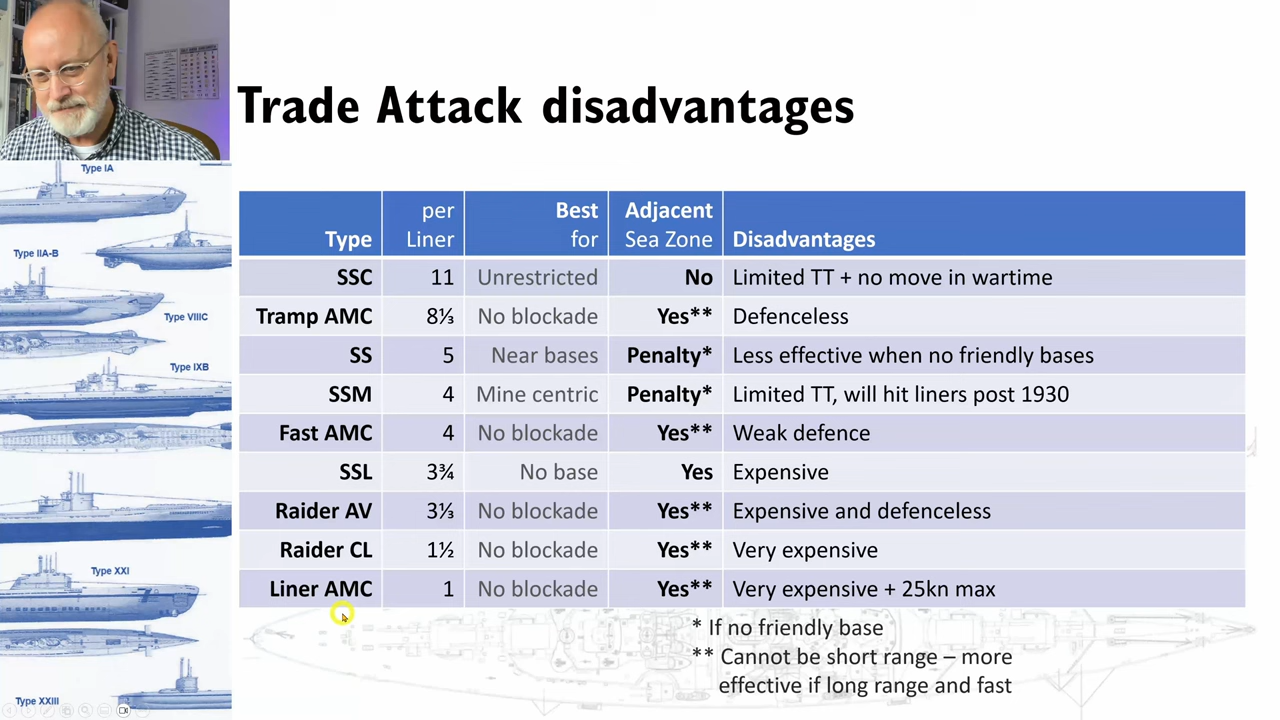 Trade Attack disadvantages
Type IA
Type IIA-B
Type VIIC
Type IXB
Type XXI
Type XXIII
Type per Liner Best for Adjacent Sea Zone Disadvantages
SSC 11 Unrestricted No Limited TT + no move in wartime
Tramp AMC 8⅓ No blockade Yes** Defenceless
SS 5 Near bases Penalty* Less effective when no friendly bases
SSM 4 Mine centric Penalty* Limited TT, will hit liners post 1930
Fast AMC 4 No blockade Yes** Weak defence
SSL 3¾ No base Yes Expensive
Raider AV 3⅓ No blockade Yes** Expensive and defenceless
Raider CL 1½ No blockade Yes** Very expensive
Liner AMC 1 No blockade Yes** Very expensive + 25kn max
* If no friendly base
** Cannot be short range – more
effective if long range and fast